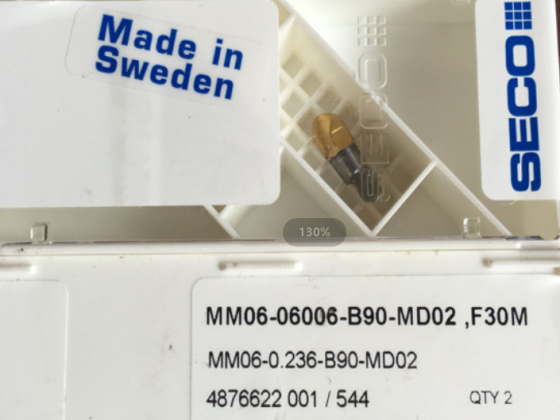 Made in
Sweden
SECO
SECO
130%
MM06-06006-B90-MD02 ,F30M
MM06-0.236-B90-MD02
4876622 001 / 544
QTY 2